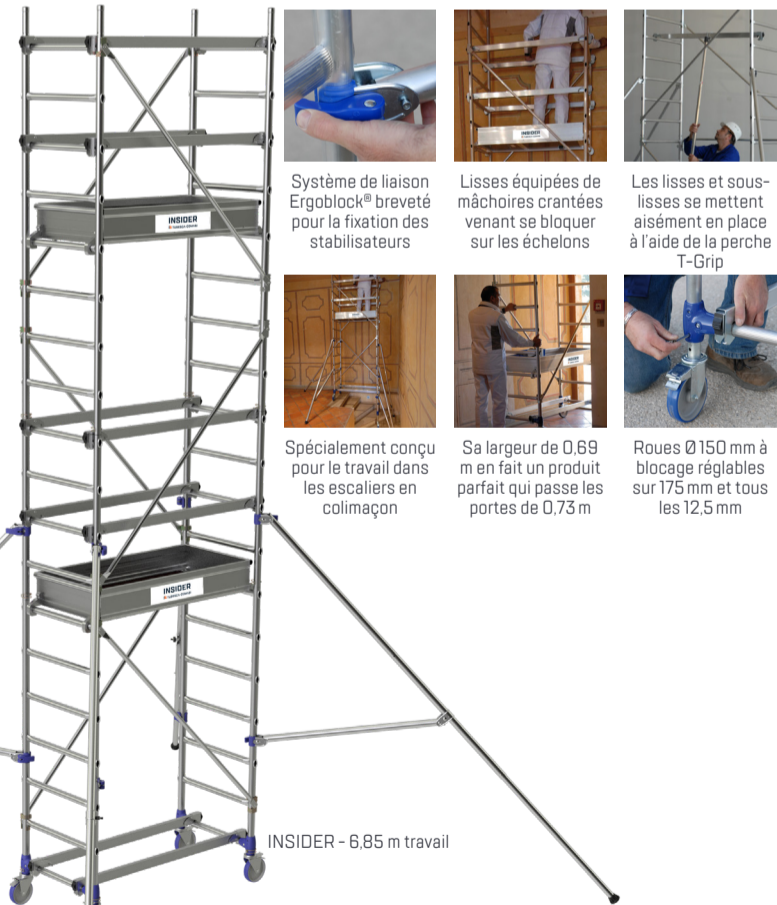 INSIDER
INSIDER
INSIDER
Système de liaison
Ergoblock® breveté
pour la fixation des
stabilisateurs
Lisses équipées de
mâchoires crantées
venant se bloquer
sur les échelons
Les lisses et sous-
lisses se mettent
aisément en place
à l'aide de la perche
T-Grip
Spécialement conçu
pour le travail dans
les escaliers en
colimaçon
Sa largeur de 0,69
m en fait un produit
parfait qui passe les
portes de 0,73 m
Roues Ø 150 mm à
blocage réglables
sur 175 mm et tous
les 12,5 mm
INSIDER
INSIDER - 6,85 m travail